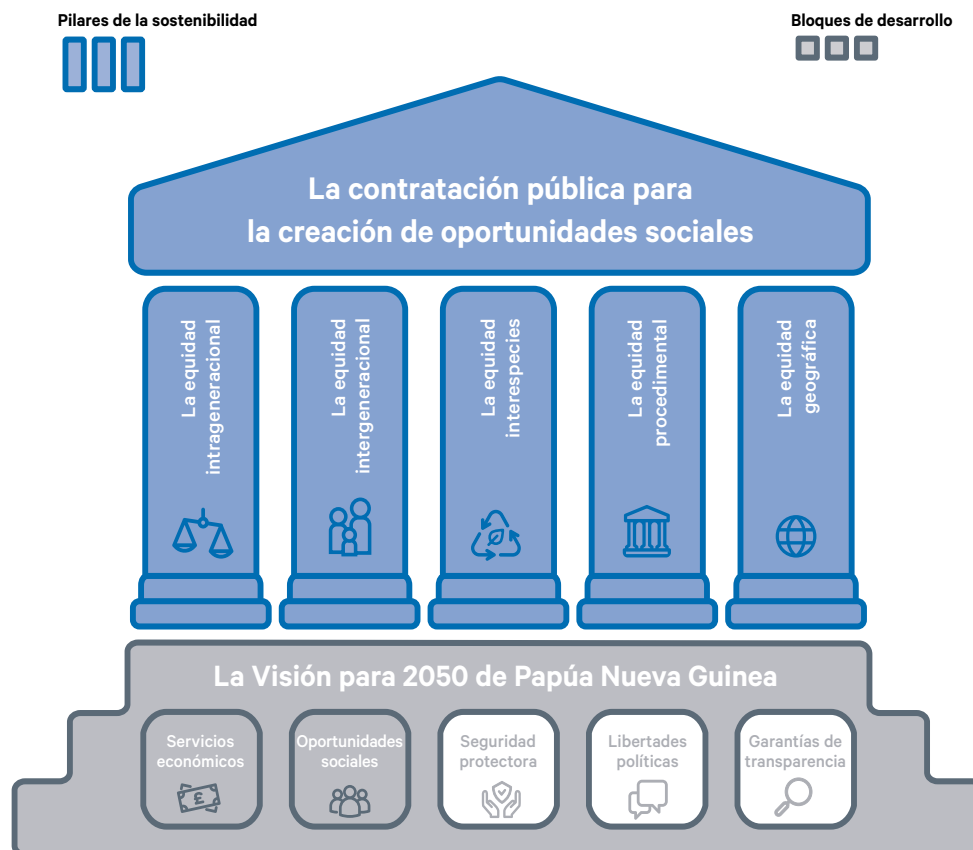 Pilares de la sostenibilidad
Bloques de desarrollo
La contratación pública para
la creación de oportunidades sociales
La equidad
intrageneracional
La equidad
intergeneracional
La equidad
interespecies
La equidad
procedimental
La equidad
geográfica
La Visión para 2050 de Papúa Nueva Guinea
Servicios
económicos
£
Oportunidades
sociales
Seguridad
protectora
Libertades
políticas
Garantías de
transparencia